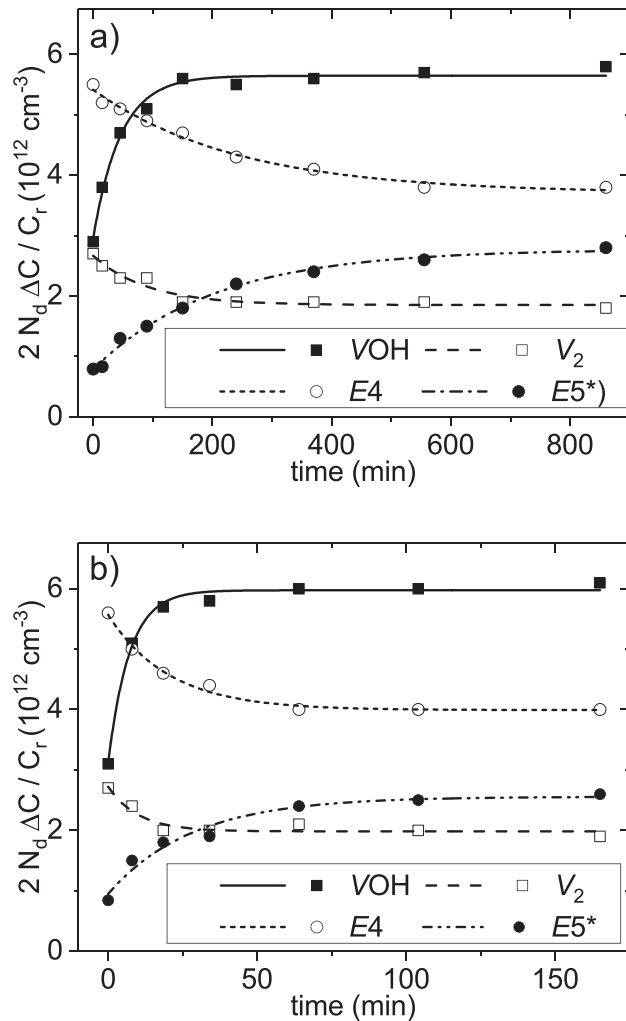 a)
6
4
2
0
2 N_d ΔC / C_r (10^12 cm^-3)
VOH V_2
E4 E5*)
0 200 400 600 800
time (min)
b)
6
4
2
0
2 N_d ΔC / C_r (10^12 cm^-3)
VOH V_2
E4 E5*
0 50 100 150
time (min)